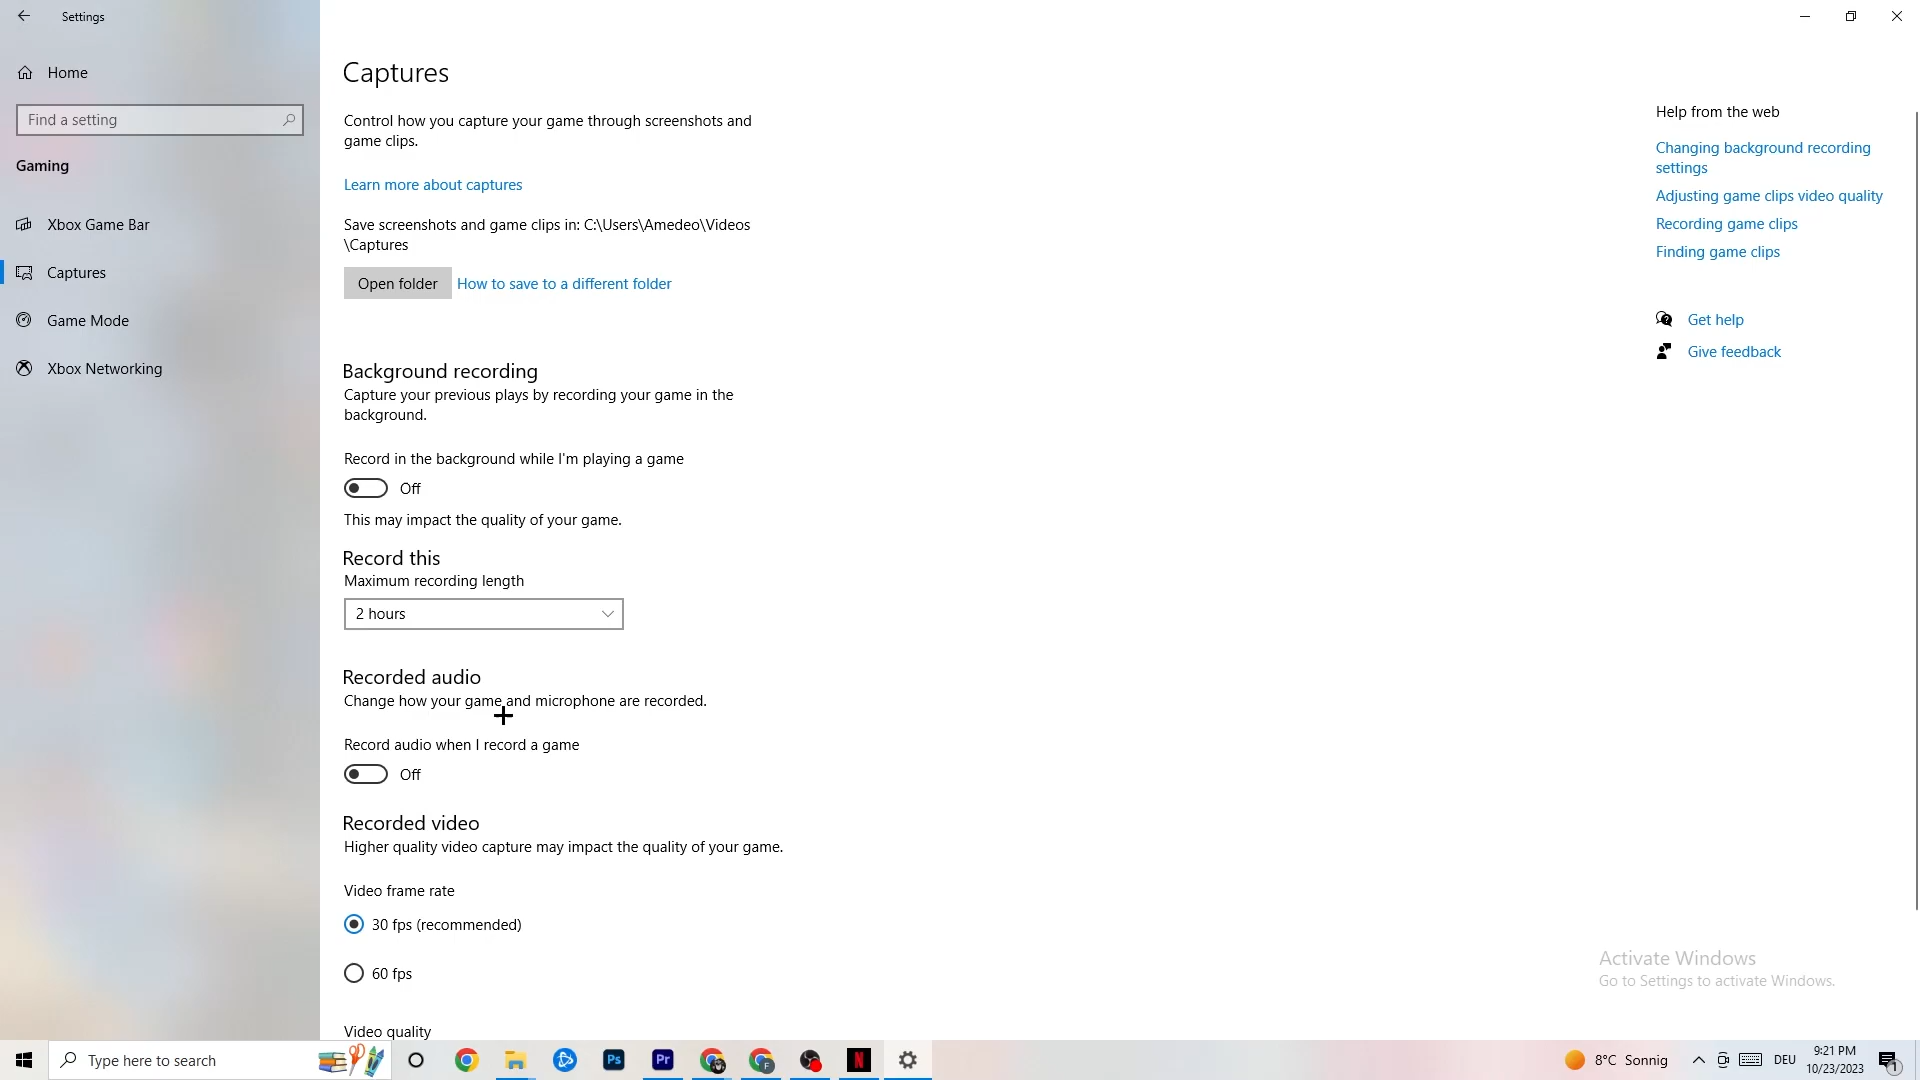 Settings
Home
Find a setting
Gaming
Xbox Game Bar
Captures
Game Mode
Xbox Networking
Captures
Control how you capture your game through screenshots and
game clips.
Learn more about captures
Save screenshots and game clips in: C:\Users\Amedeo\Videos
\Captures
Open folder
How to save to a different folder
Background recording
Capture your previous plays by recording your game in the
background.
Record in the background while I'm playing a game
Off
This may impact the quality of your game.
Record this
Maximum recording length
2 hours
Recorded audio
Change how your game and microphone are recorded.
Record audio when I record a game
Off
Recorded video
Higher quality video capture may impact the quality of your game.
Video frame rate
30 fps (recommended)
60 fps
Video quality
Help from the web
Changing background recording
settings
Adjusting game clips video quality
Recording game clips
Finding game clips
Get help
Give feedback
Activate Windows
Go to Settings to activate Windows.
Type here to search
Ps
Pr
F
N
8°C Sonnig
DEU
9:21 PM
10/23/2023
1